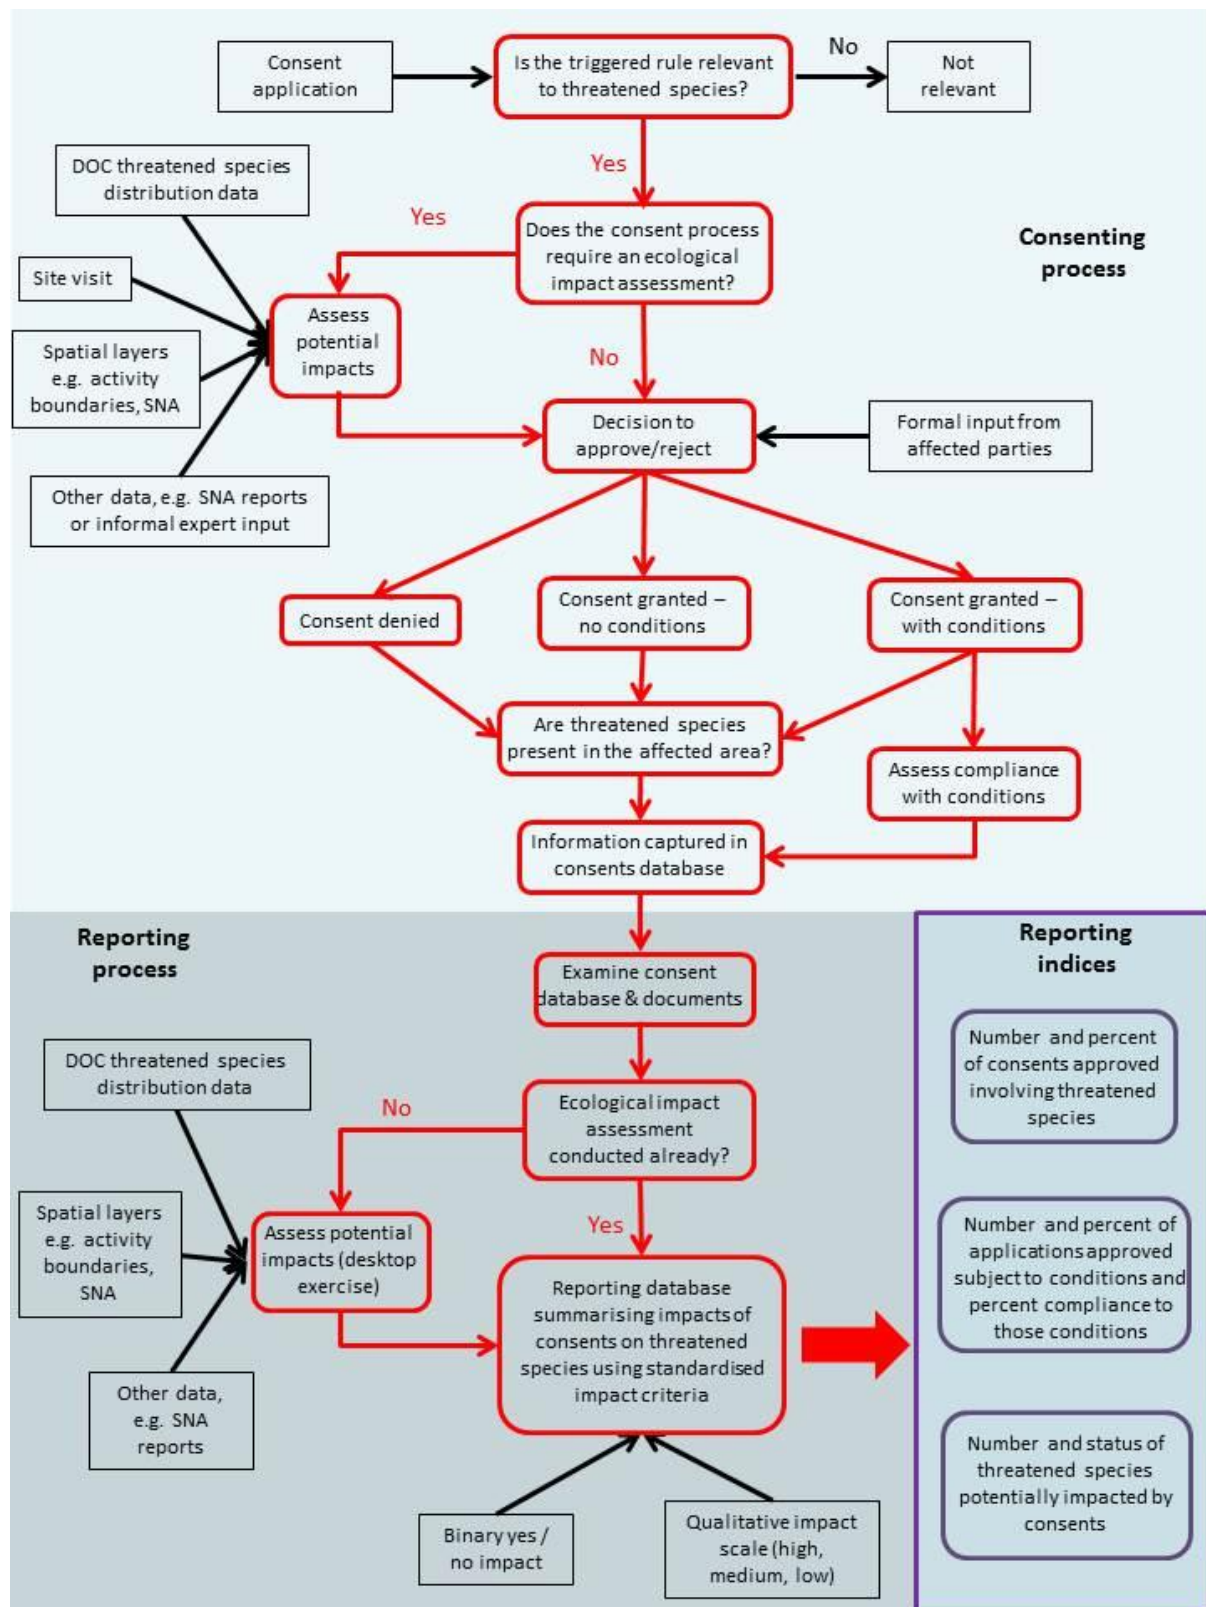 Consent
application
Is the triggered rule relevant
to threatened species?
No
Not
relevant
Yes
DOC threatened species
distribution data
Yes
Does the consent process
require an ecological
impact assessment?
Consenting
process
Site visit
Assess
potential
impacts
Spatial layers
e.g. activity
boundaries, SNA
No
Decision to
approve/reject
Formal input from
affected parties
Other data, e.g. SNA reports
or informal expert input
Consent denied
Consent granted –
no conditions
Consent granted –
with conditions
Are threatened species
present in the affected area?
Assess compliance
with conditions
Information captured in
consents database
Reporting
process
Examine consent
database & documents
DOC threatened species
distribution data
No
Ecological impact
assessment
conducted already?
Spatial layers
e.g. activity
boundaries,
SNA
Assess potential
impacts (desktop
exercise)
Yes
Reporting database
summarising impacts of
consents on threatened
species using standardised
impact criteria
Other data,
e.g. SNA
reports
Binary yes /
no impact
Qualitative impact
scale (high,
medium, low)
Reporting
indices
Number and percent
of consents approved
involving threatened
species
Number and percent of
applications approved
subject to conditions and
percent compliance to
those conditions
Number and status of
threatened species
potentially impacted by
consents